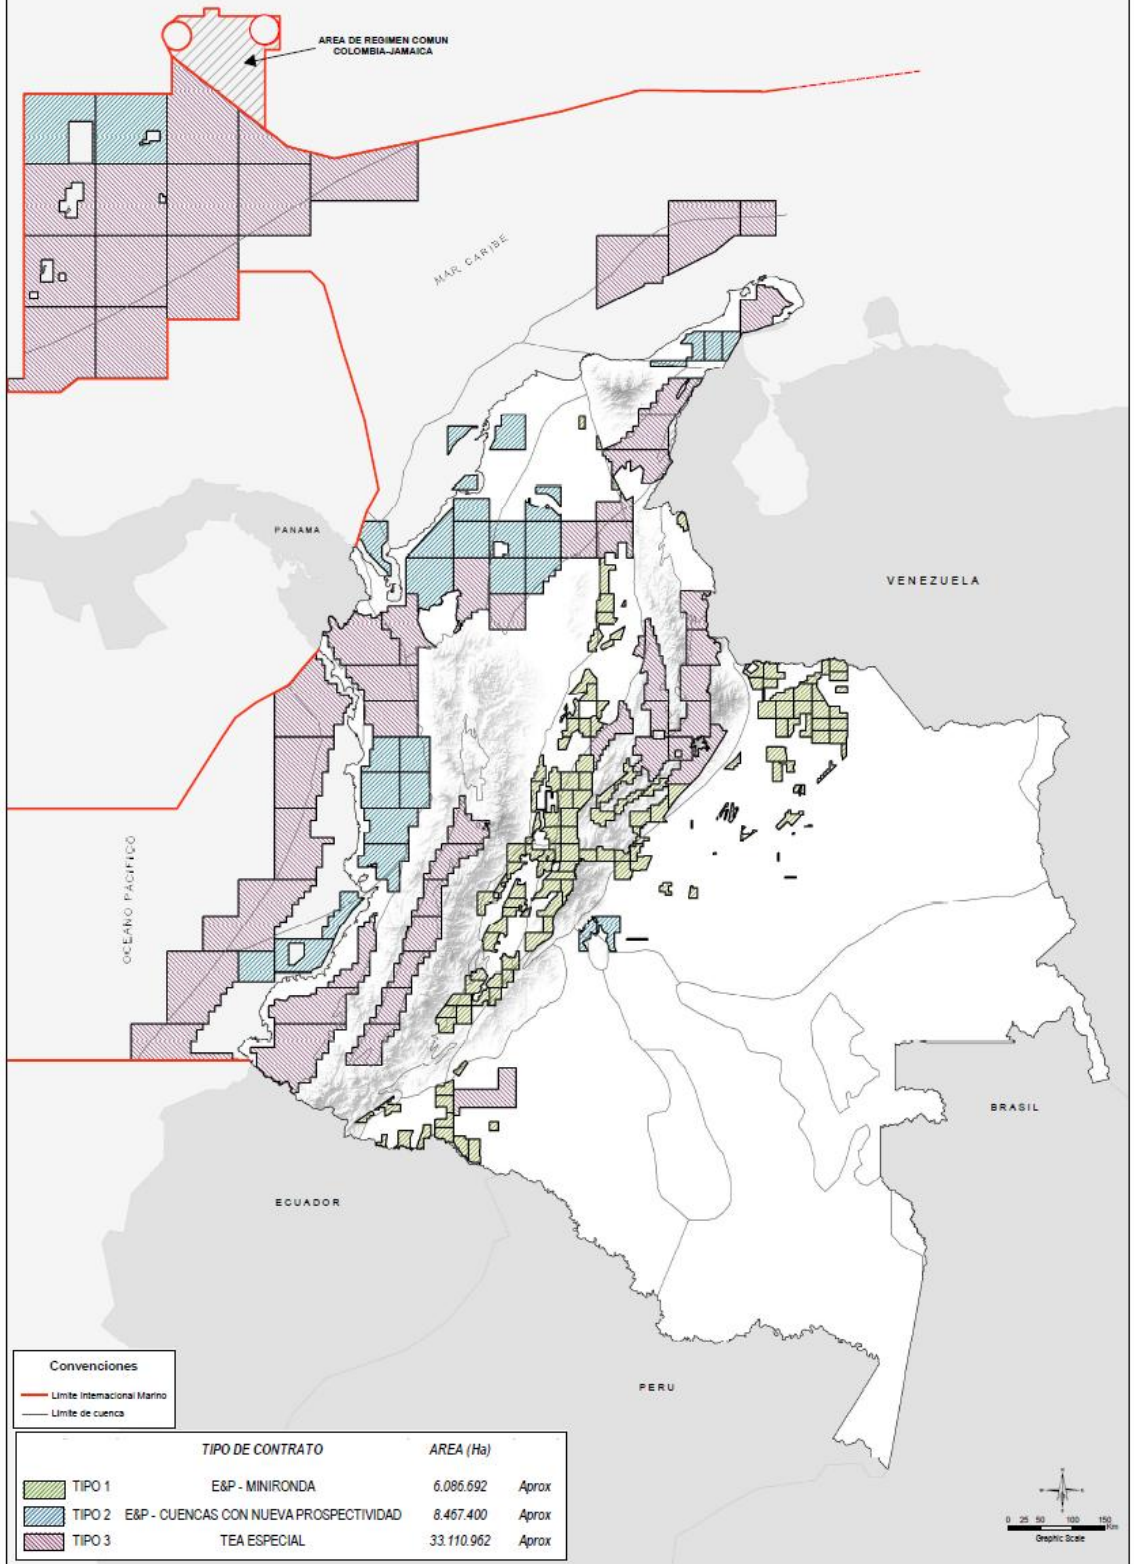 AREA DE REGIMEN COMUN
COLOMBIA-JAMAICA
MAR CARIBE
PANAMA
VENEZUELA
OCEANO PACIFICO
BRASIL
ECUADOR
PERU
Convenciones
Limite Internacional Marino
Limite de cuenca
TIPO DE CONTRATO AREA (Ha)
TIPO 1 E&P - MINIRONDA 6.086.692 Aprox
TIPO 2 E&P - CUENCAS CON NUEVA PROSPECTIVIDAD 8.467.400 Aprox
TIPO 3 TEA ESPECIAL 33.110.962 Aprox
0 25 50 100 150
Km
Graphic Scale